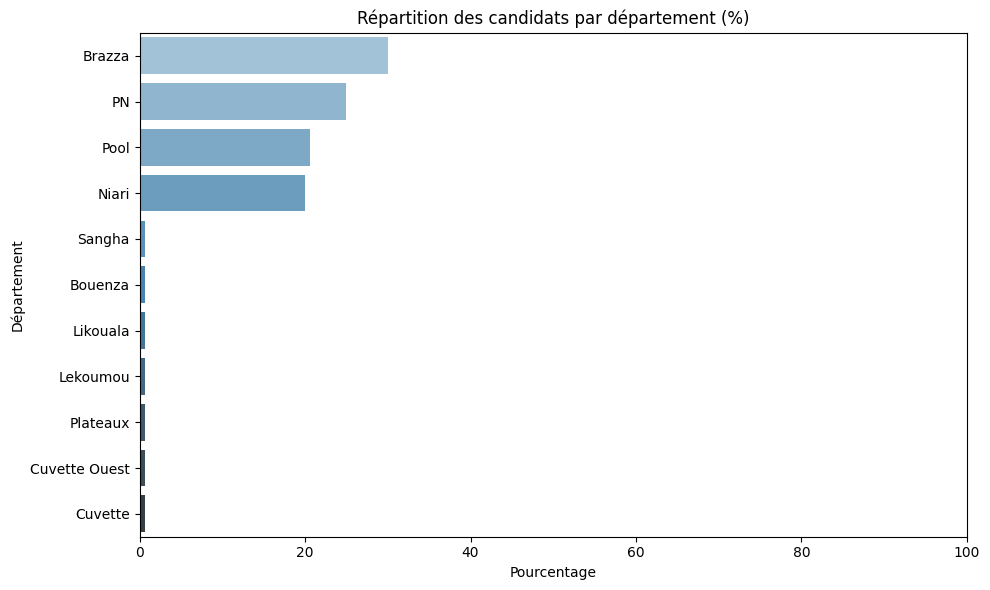 Répartition des candidats par département (%)
Brazza
PN
Pool
Niari
Sangha
Bouenza
Likouala
Lekoumou
Plateaux
Cuvette Ouest
Cuvette
Département
0 20 40 60 80 100
Pourcentage